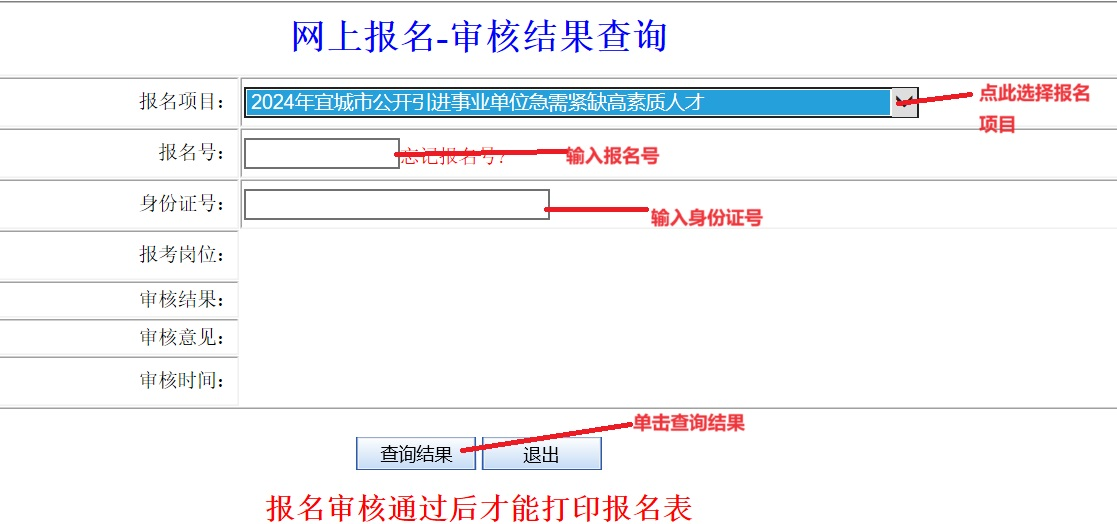 网上报名-审核结果查询
报名项目：
2024年宜城市公开引进事业单位急需紧缺高素质人才
点此选择报名
项目
报名号：
忘记报名号?
输入报名号
身份证号：
输入身份证号
报考岗位：
审核结果：
审核意见：
审核时间：
单击查询结果
查询结果
退出
报名审核通过后才能打印报名表